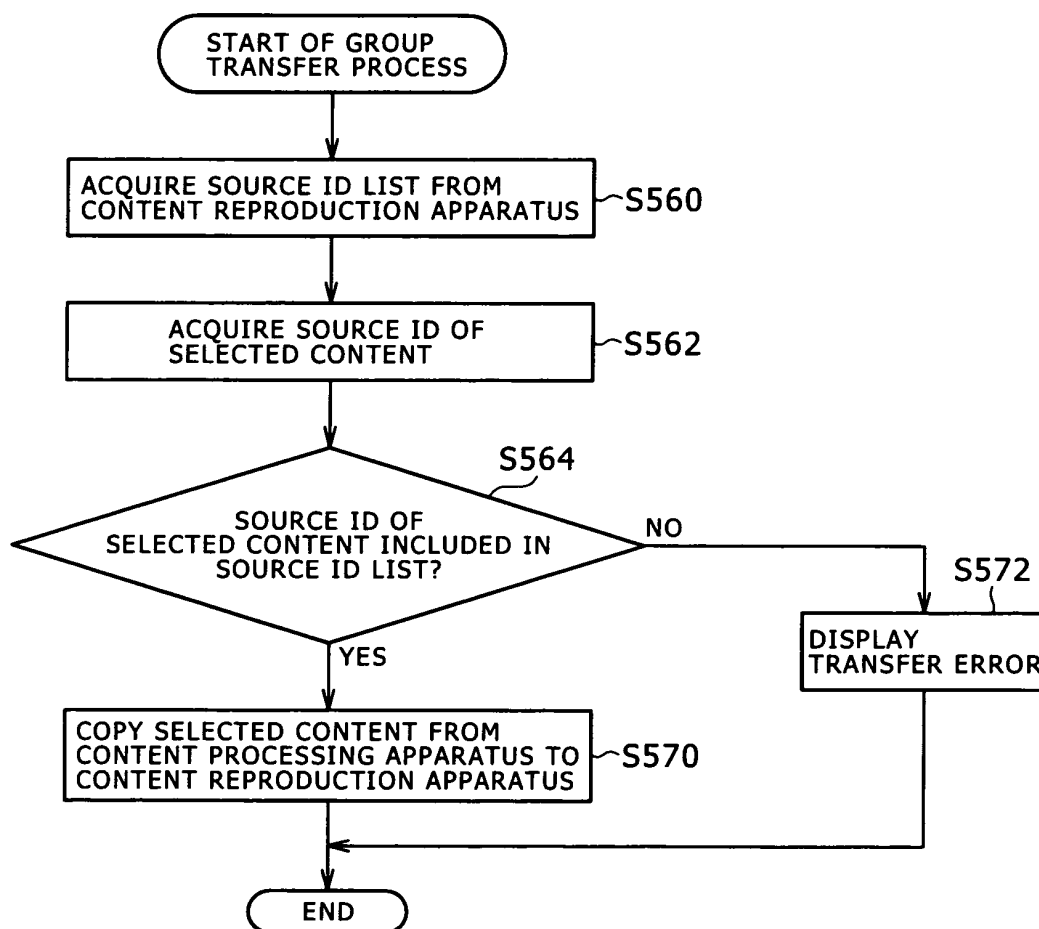 START OF GROUP
TRANSFER PROCESS
ACQUIRE SOURCE ID LIST FROM
CONTENT REPRODUCTION APPARATUS
S560
ACQUIRE SOURCE ID OF
SELECTED CONTENT
S562
S564
SOURCE ID OF
SELECTED CONTENT INCLUDED IN
SOURCE ID LIST?
NO
S572
DISPLAY
TRANSFER ERROR
YES
COPY SELECTED CONTENT FROM
CONTENT PROCESSING APPARATUS TO
CONTENT REPRODUCTION APPARATUS
S570
END